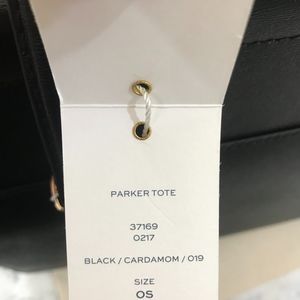 PARKER TOTE
37169
0217
BLACK / CARDAMOM / 019
SIZE
OS